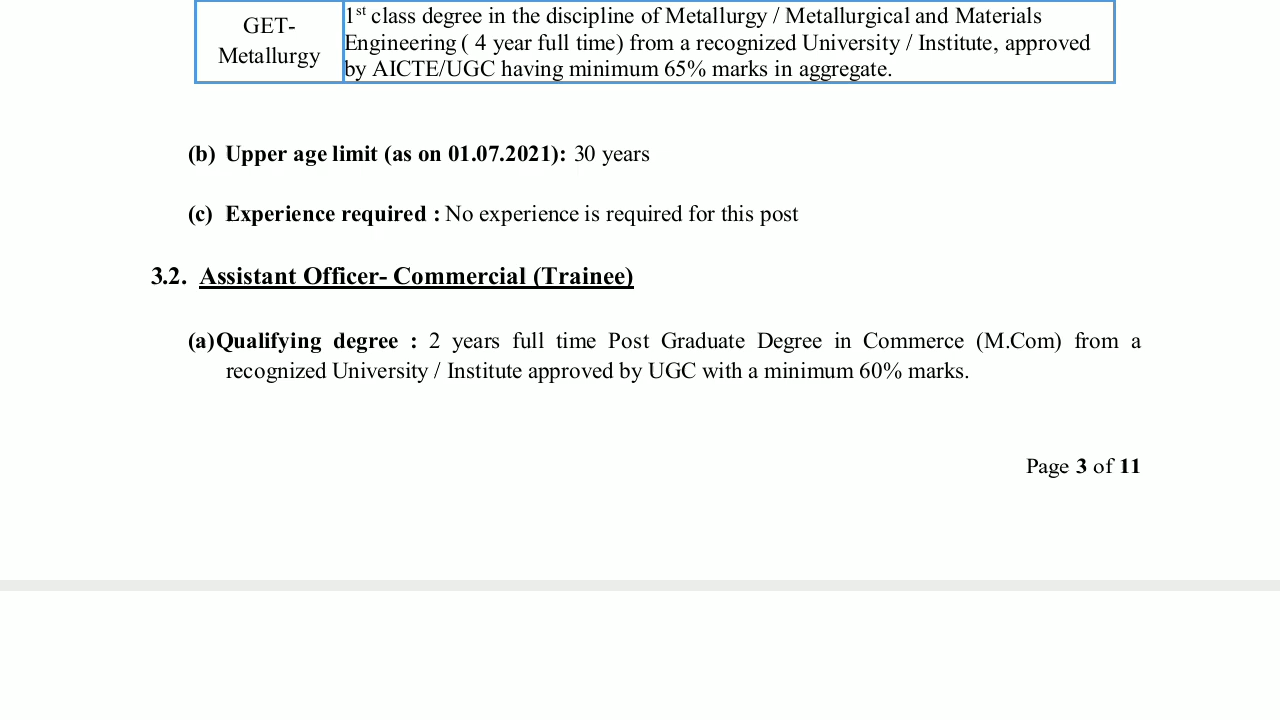 GET-
Metallurgy
1st class degree in the discipline of Metallurgy / Metallurgical and Materials
Engineering ( 4 year full time) from a recognized University / Institute, approved
by AICTE/UGC having minimum 65% marks in aggregate.
(b) Upper age limit (as on 01.07.2021): 30 years
(c) Experience required : No experience is required for this post
3.2. Assistant Officer- Commercial (Trainee)
(a)Qualifying degree : 2 years full time Post Graduate Degree in Commerce (M.Com) from a
recognized University / Institute approved by UGC with a minimum 60% marks.
Page 3 of 11